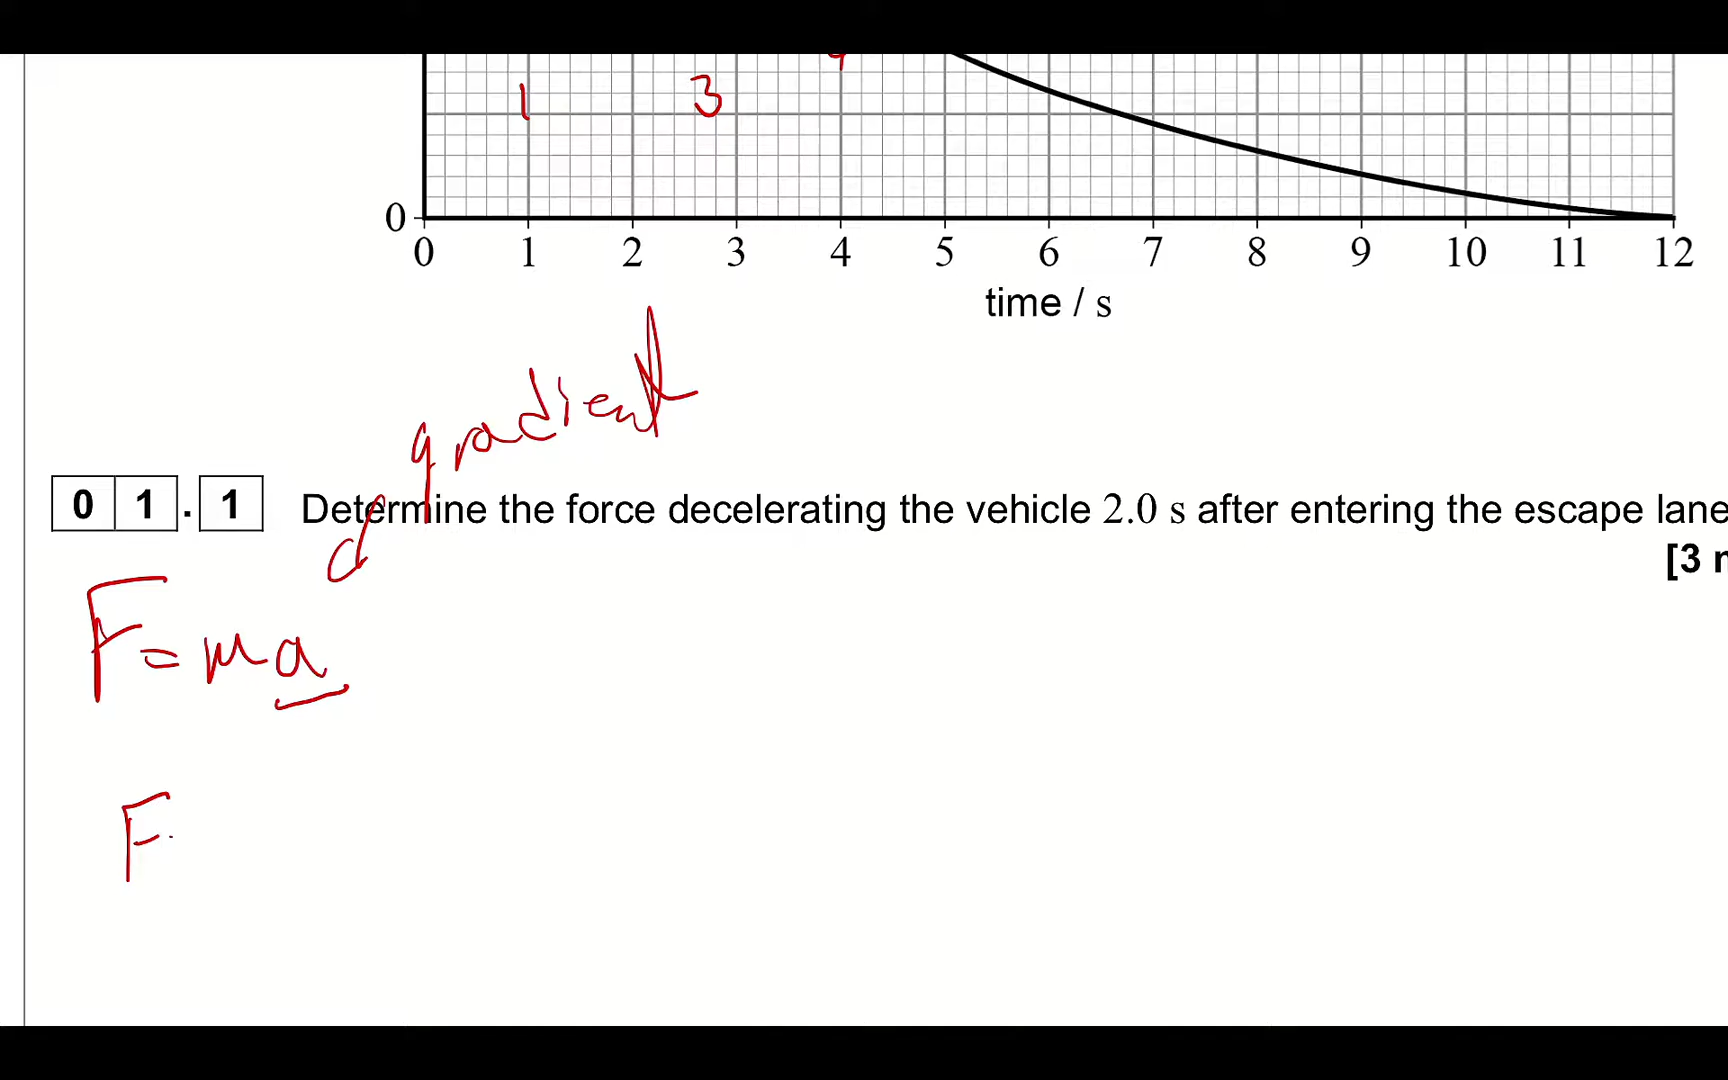 1 3
0
0 1 2 3 4 5 6 7 8 9 10 11 12
time / s
gradient
0 1 . 1 Determine the force decelerating the vehicle 2.0 s after entering the escape lane
[3
F = ma
F